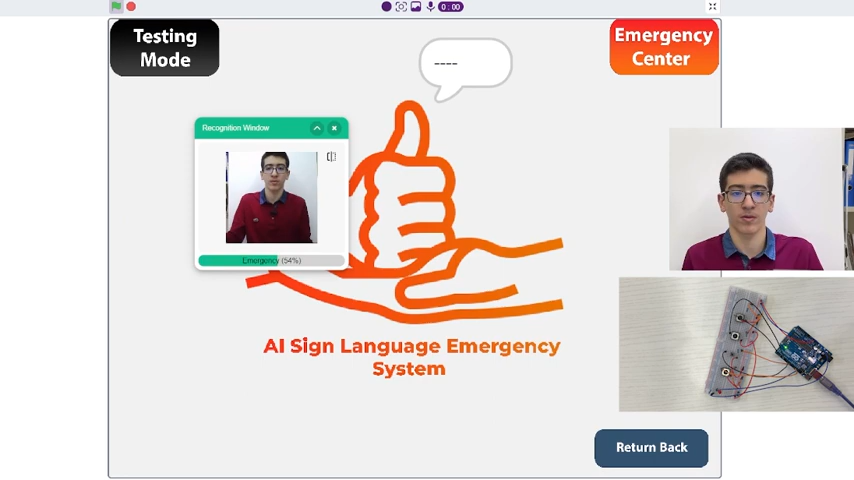 0:00
Testing
Mode
----
Emergency
Center
Recognition Window
Emergency (54%)
AI Sign Language Emergency
System
Return Back